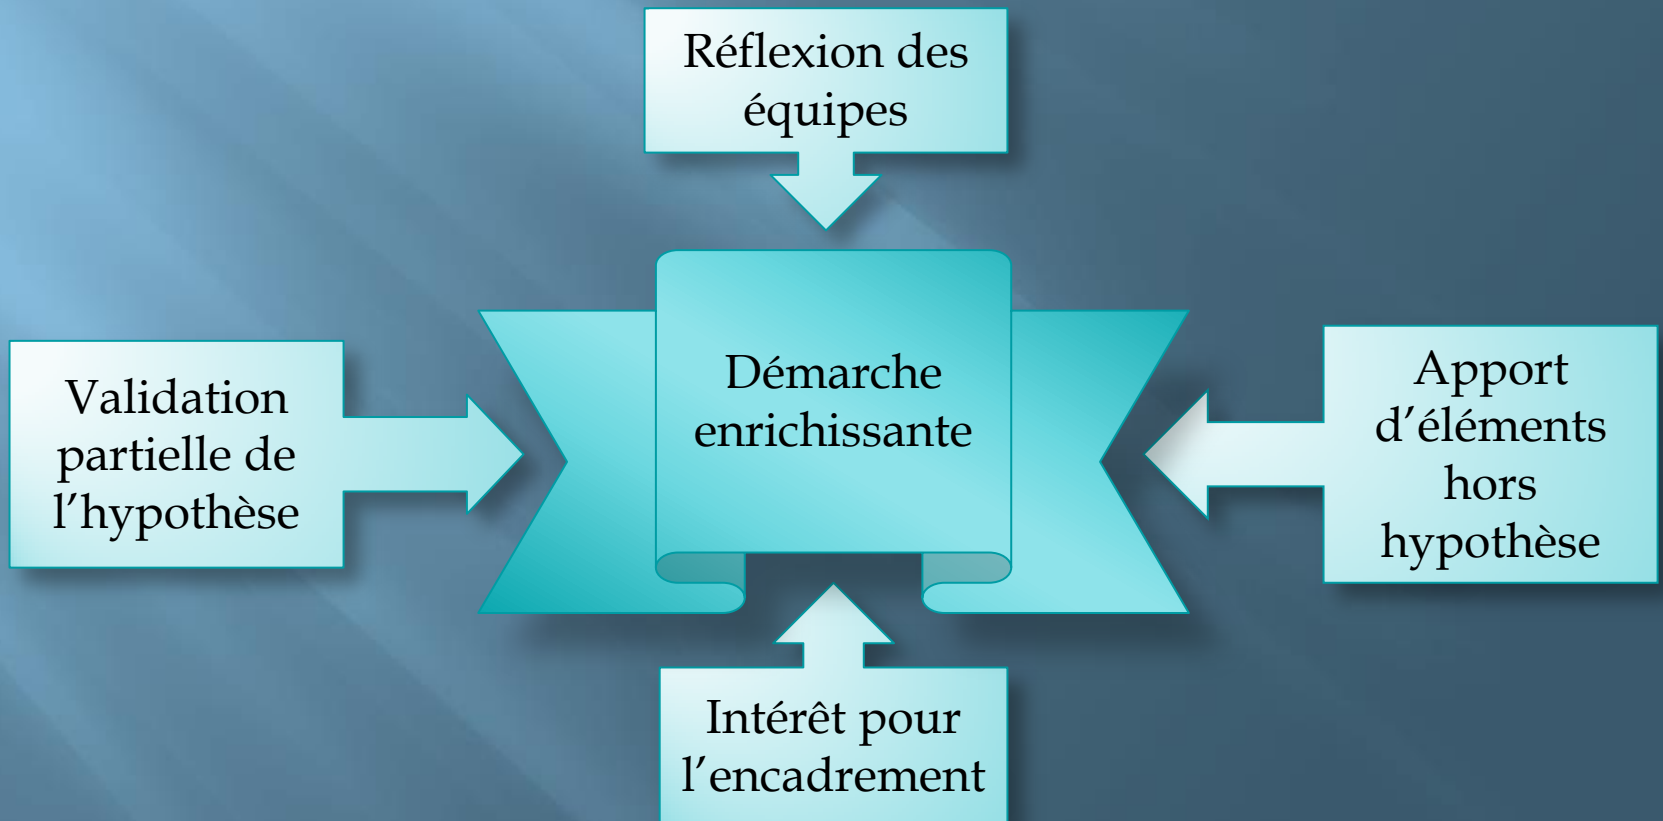 Réflexion des
équipes
Validation
partielle de
l’hypothèse
Démarche
enrichissante
Apport
d’éléments
hors
hypothèse
Intérêt pour
l’encadrement